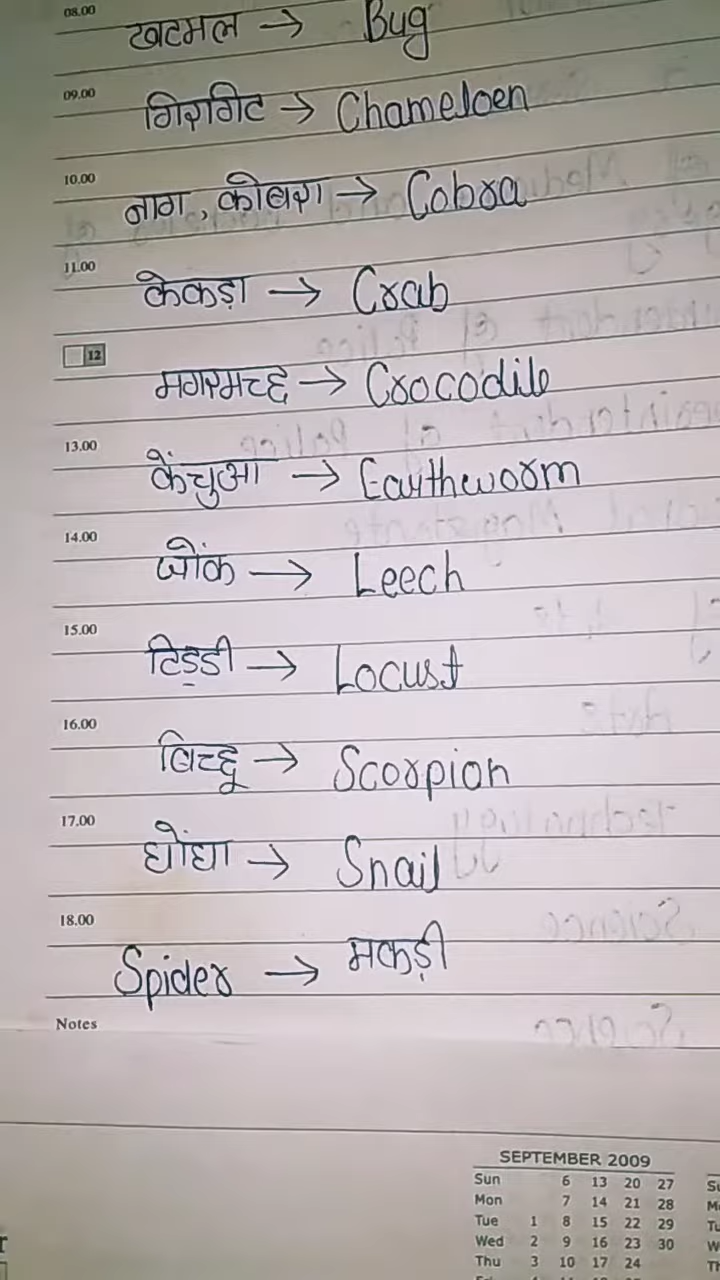 08.00
खटमल → Bug
09.00
गिरगिट → Chameloen
10.00
नाग, कोबरा → Cobra
11.00
केकड़ा → Crab
12
मगरमच्छ → Crocodile
13.00
केंचुआ → Earthworm
14.00
जोंक → Leech
15.00
टिड्डी → Locust
16.00
बिच्छू → Scorpion
17.00
घोंघा → Snail
18.00
Spider → मकड़ी
Notes
SEPTEMBER 2009
Sun 6 13 20 27
Mon 7 14 21 28
Tue 1 8 15 22 29
Wed 2 9 16 23 30
Thu 3 10 17 24